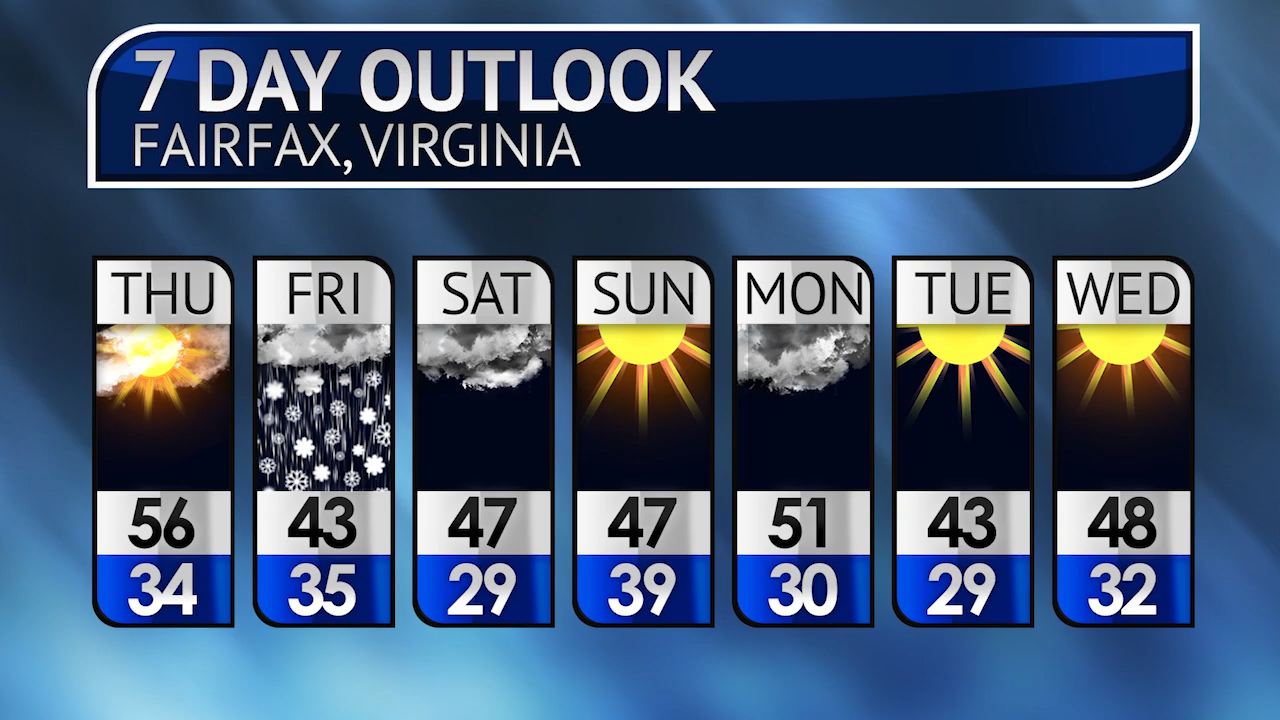 7 DAY OUTLOOK
FAIRFAX, VIRGINIA
THU FRI SAT SUN MON TUE WED
56 43 47 47 51 43 48
34 35 29 39 30 29 32